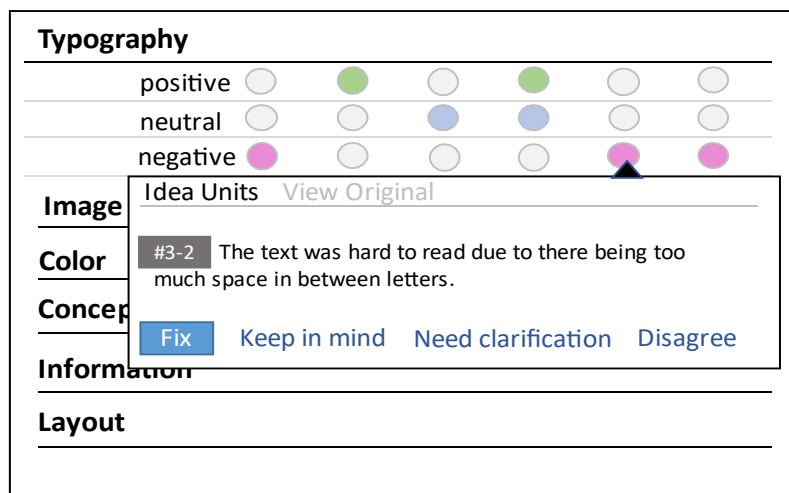 Typography
positive
neutral
negative
Idea Units View Original
Image
#3-2 The text was hard to read due to there being too
Color
much space in between letters.
Concep
Fix Keep in mind Need clarification Disagree
Information
Layout